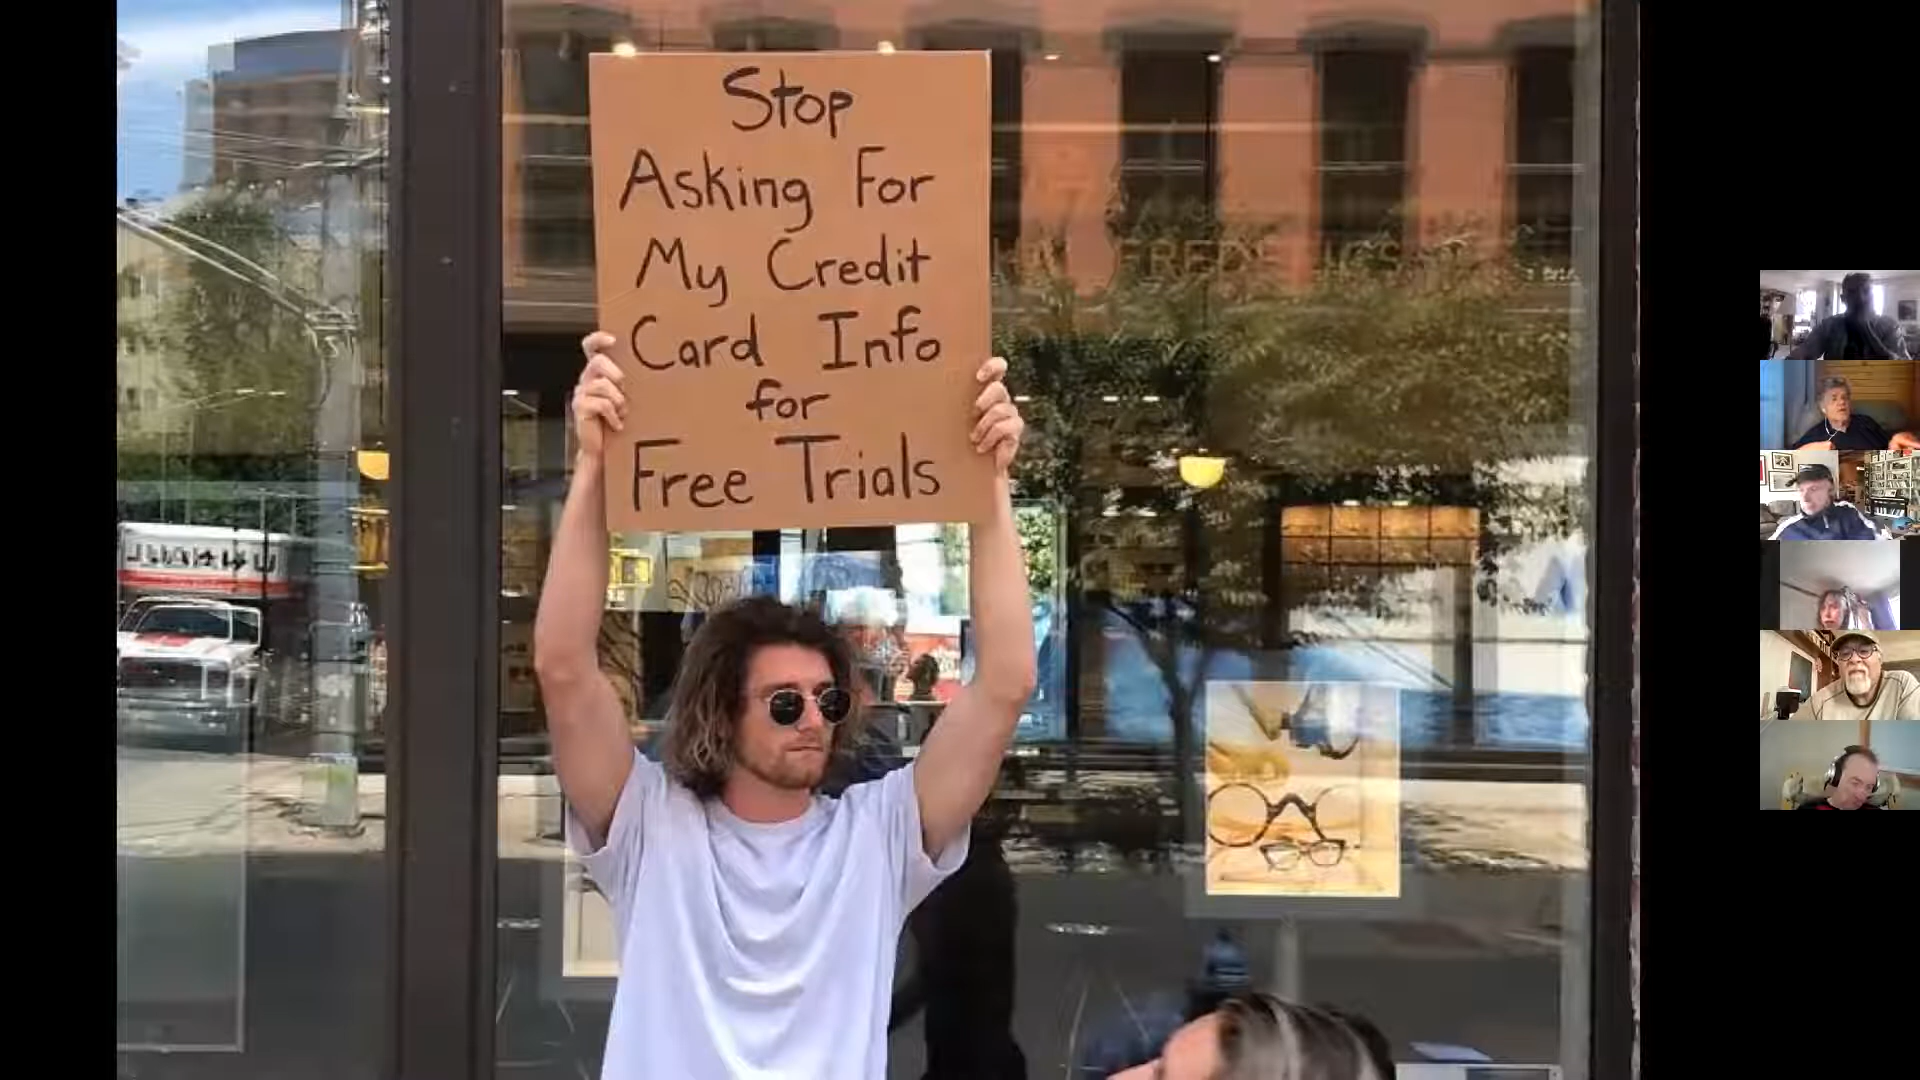 Stop
Asking For
My Credit
Card Info
for
Free Trials